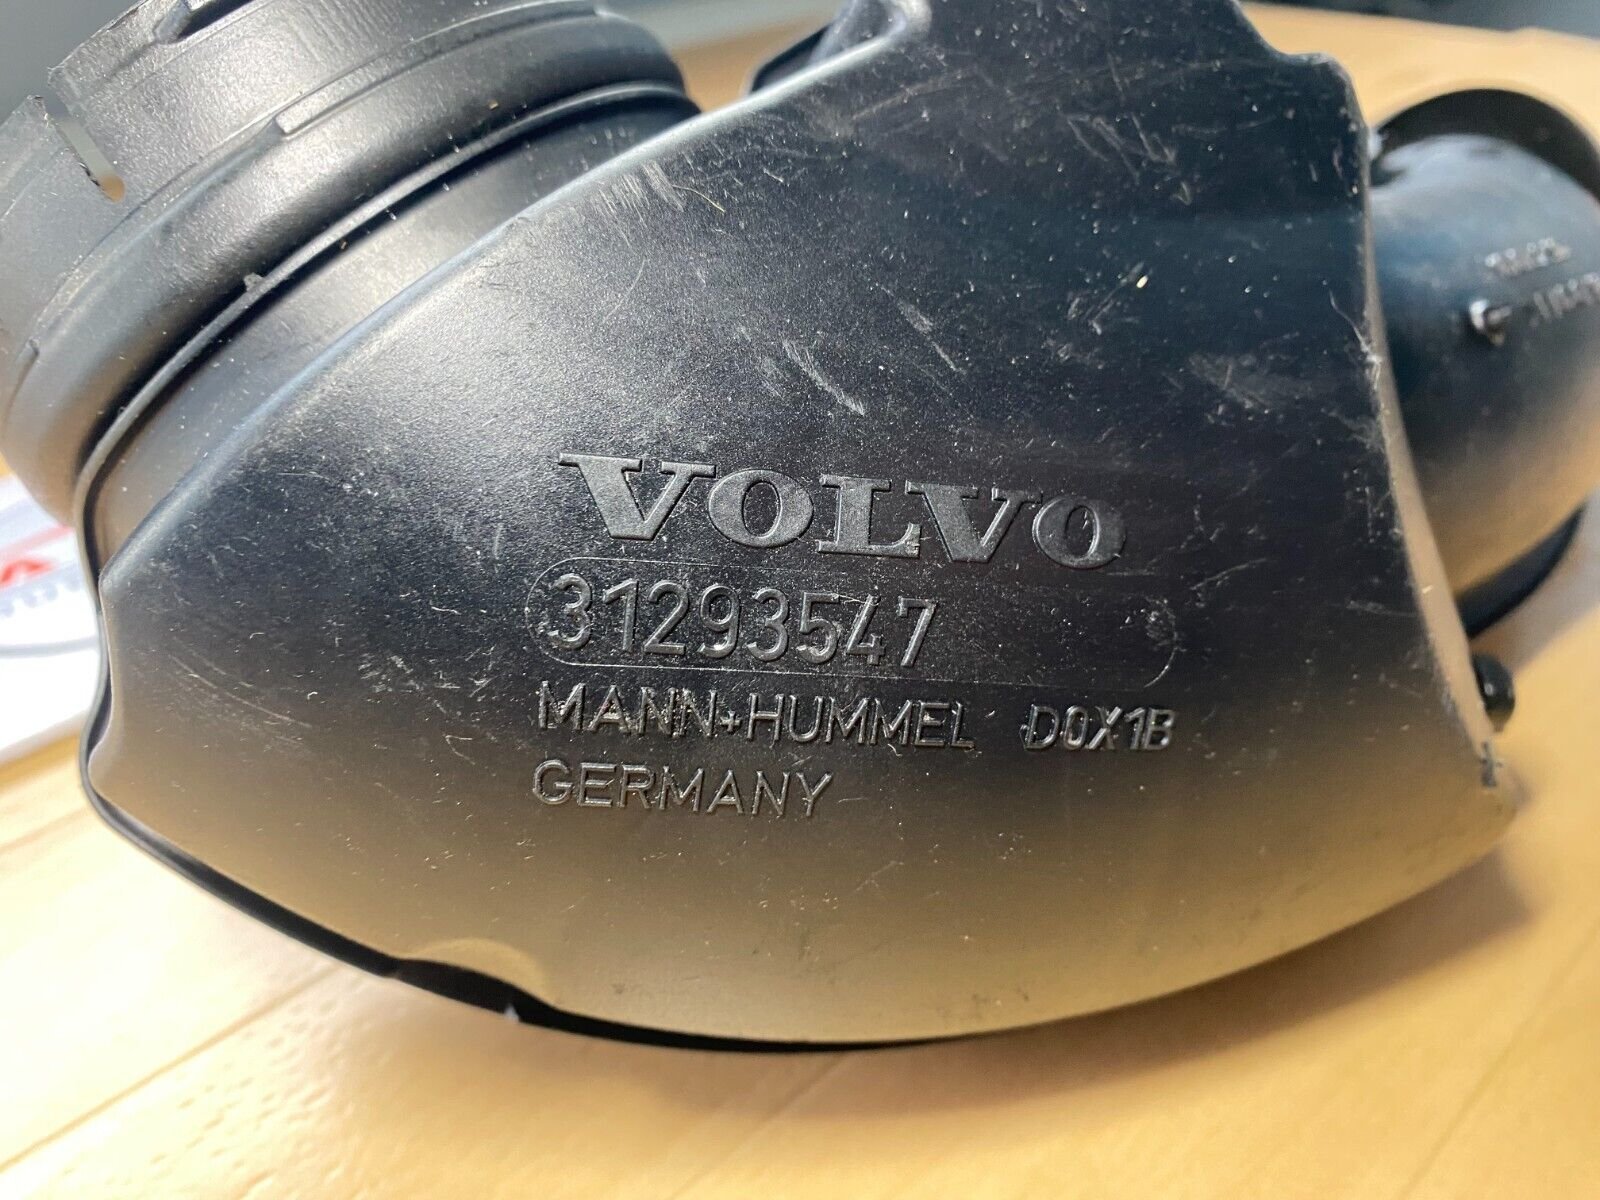 VOLVO
31293547
MANN+HUMMEL D0X1B
GERMANY